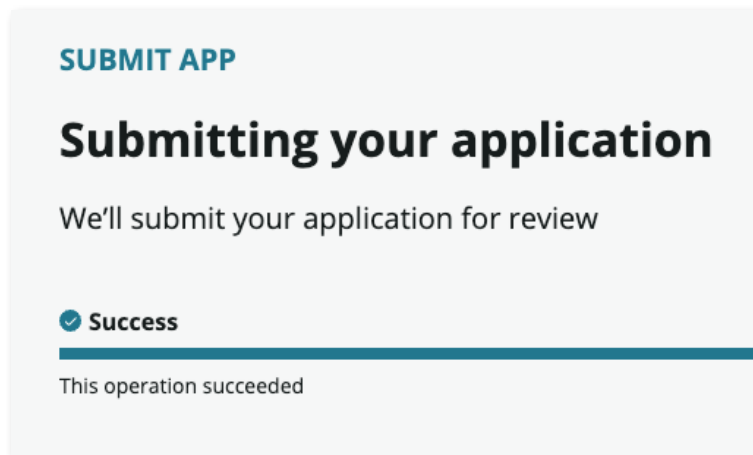 SUBMIT APP
Submitting your application
We’ll submit your application for review
Success
This operation succeeded